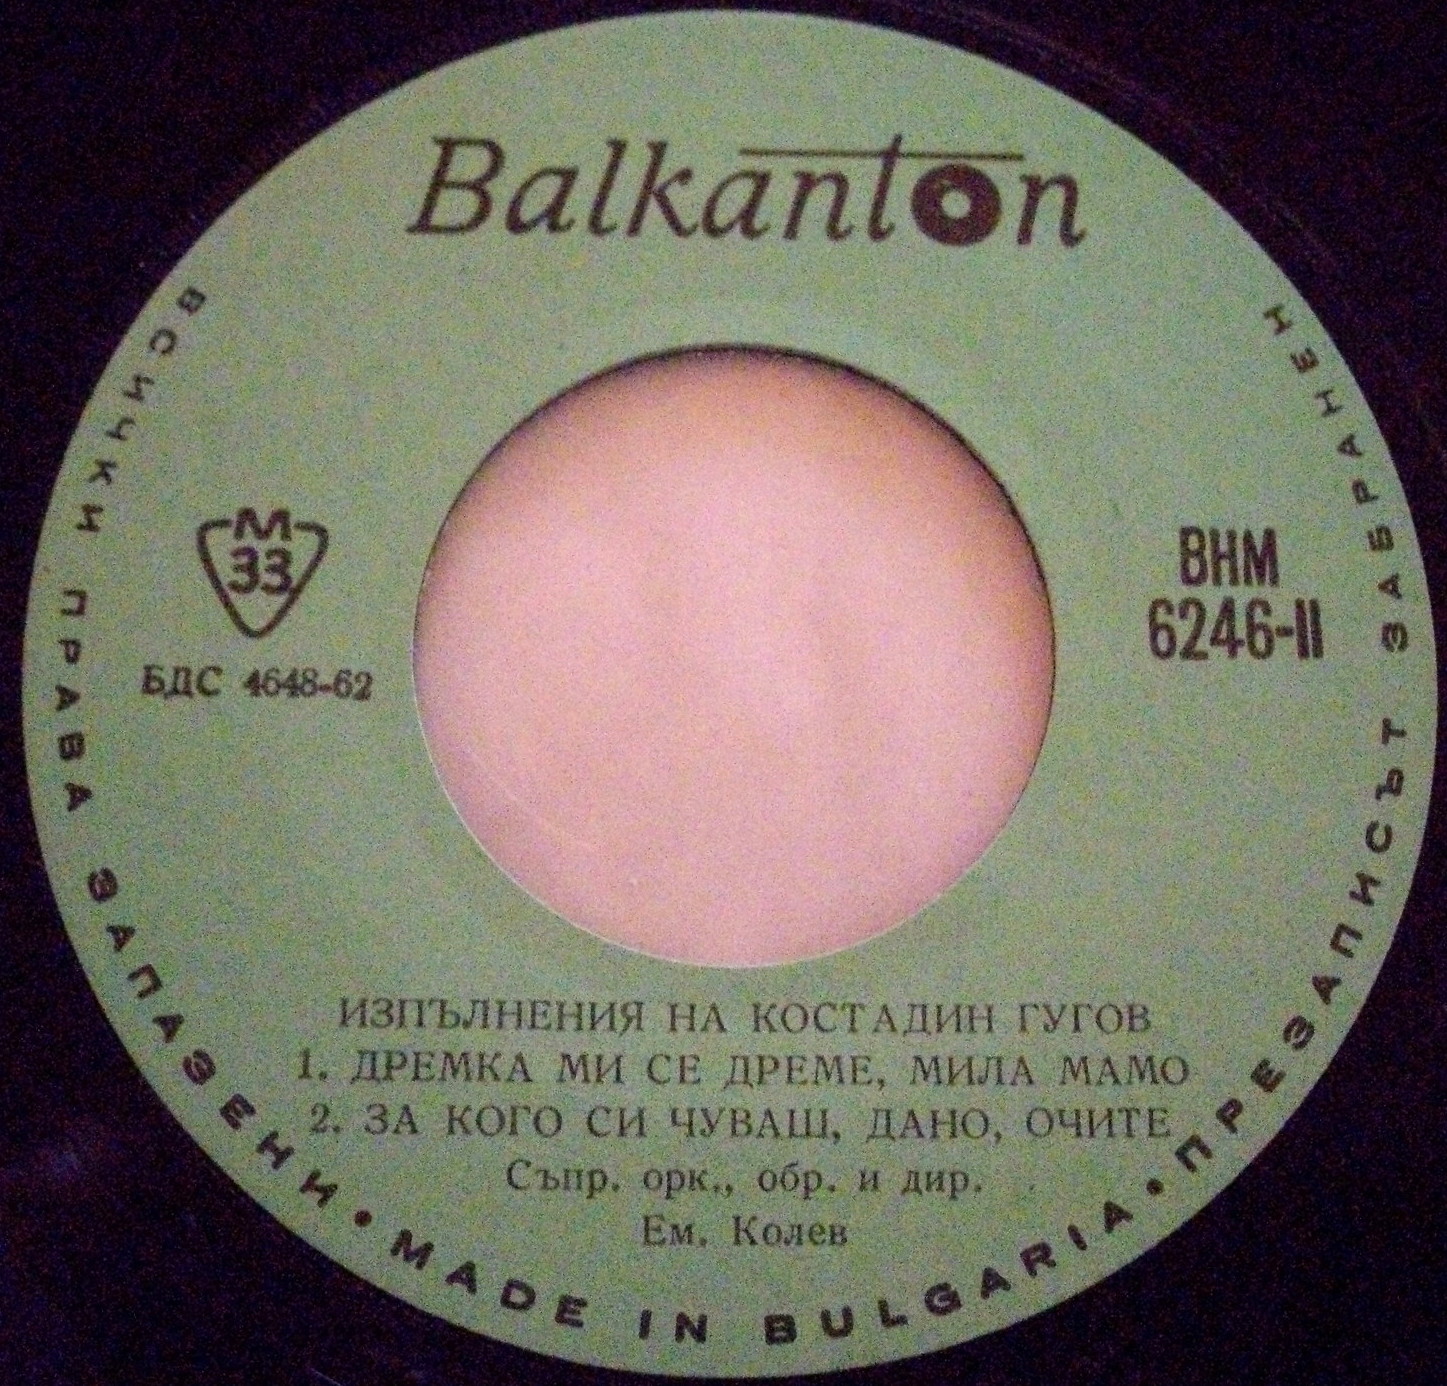 Balkanton
М
33
БДС 4648-62
ВНМ
6246-II
ИЗПЪЛНЕНИЯ НА КОСТАДИН ГУГОВ
1. ДРЕМКА МИ СЕ ДРЕМЕ, МИЛА МАМО
2. ЗА КОГО СИ ЧУВАШ, ДАНО, ОЧИТЕ
Съпр. орк., обр. и дир.
Ем. Колев
ВСИЧКИ ПРАВА ЗАПАЗЕНИ • MADE IN BULGARIA • ПРЕЗАПИСЪТ ЗАБРАНЕН